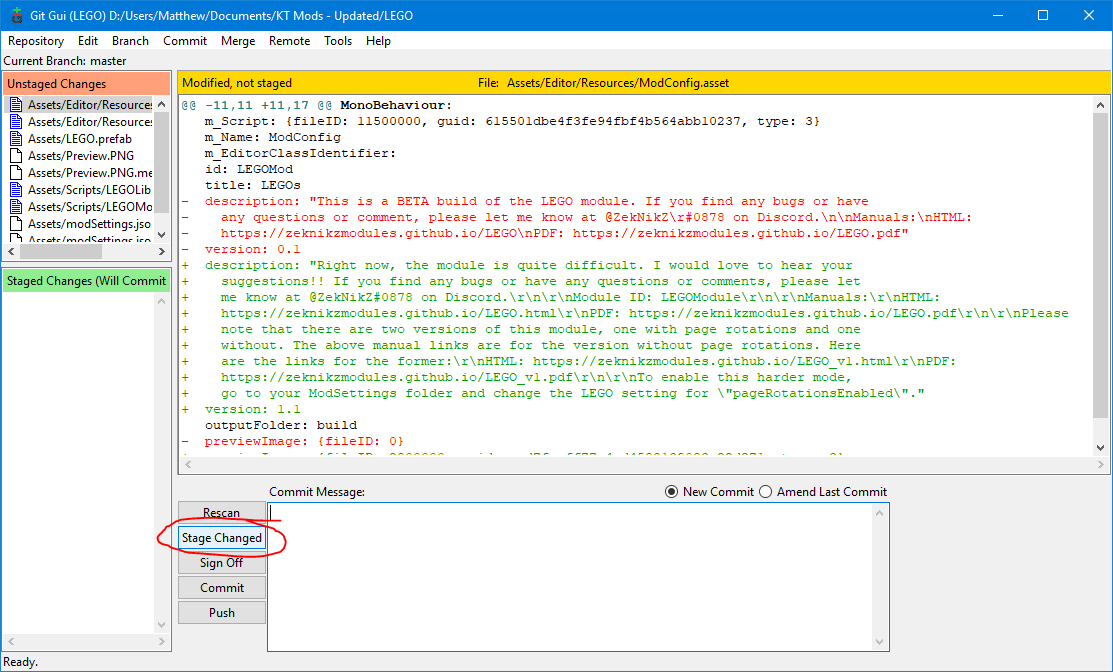 Git Gui (LEGO) D:/Users/Matthew/Documents/KT Mods - Updated/LEGO
Repository Edit Branch Commit Merge Remote Tools Help
Current Branch: master
Unstaged Changes
Assets/Editor/Resources
Assets/Editor/Resources
Assets/LEGO.prefab
Assets/Preview.PNG
Assets/Preview.PNG.me
Assets/Scripts/LEGOLib
Assets/Scripts/LEGOMo
Assets/modSettings.jso
Assets/modSettings.jso
Staged Changes (Will Commit
Modified, not staged File: Assets/Editor/Resources/ModConfig.asset
@@ -11,11 +11,17 @@ MonoBehaviour:
m_Script: {fileID: 11500000, guid: 615501dbe4f3fe94fbf4b564abb10237, type: 3}
m_Name: ModConfig
m_EditorClassIdentifier:
id: LEGOMod
title: LEGOs
- description: "This is a BETA build of the LEGO module. If you find any bugs or have
- any questions or comment, please let me know at @ZekNikZ\r#0878 on Discord.\n\nManuals:\nHTML:
- https://zeknikzmodules.github.io/LEGO\nPDF: https://zeknikzmodules.github.io/LEGO.pdf"
- version: 0.1
+ description: "Right now, the module is quite difficult. I would love to hear your
+ suggestions!! If you find any bugs or have any questions or comments, please let
+ me know at @ZekNikZ#0878 on Discord.\r\n\r\nModule ID: LEGOModule\r\n\r\nManuals:\r\nHTML:
+ https://zeknikzmodules.github.io/LEGO.html\r\nPDF: https://zeknikzmodules.github.io/LEGO.pdf\r\n\r\nPlease
+ note that there are two versions of this module, one with page rotations and one
+ without. The above manual links are for the version without page rotations. Here
+ are the links for the former:\r\nHTML: https://zeknikzmodules.github.io/LEGO_v1.html\r\nPDF:
+ https://zeknikzmodules.github.io/LEGO_v1.pdf\r\n\r\nTo enable this harder mode,
+ go to your ModSettings folder and change the LEGO setting for \"pageRotationsEnabled\"."
+ version: 1.1
outputFolder: build
- previewImage: {fileID: 0}
Commit Message: New Commit Amend Last Commit
Rescan
Stage Changed
Sign Off
Commit
Push
Ready.